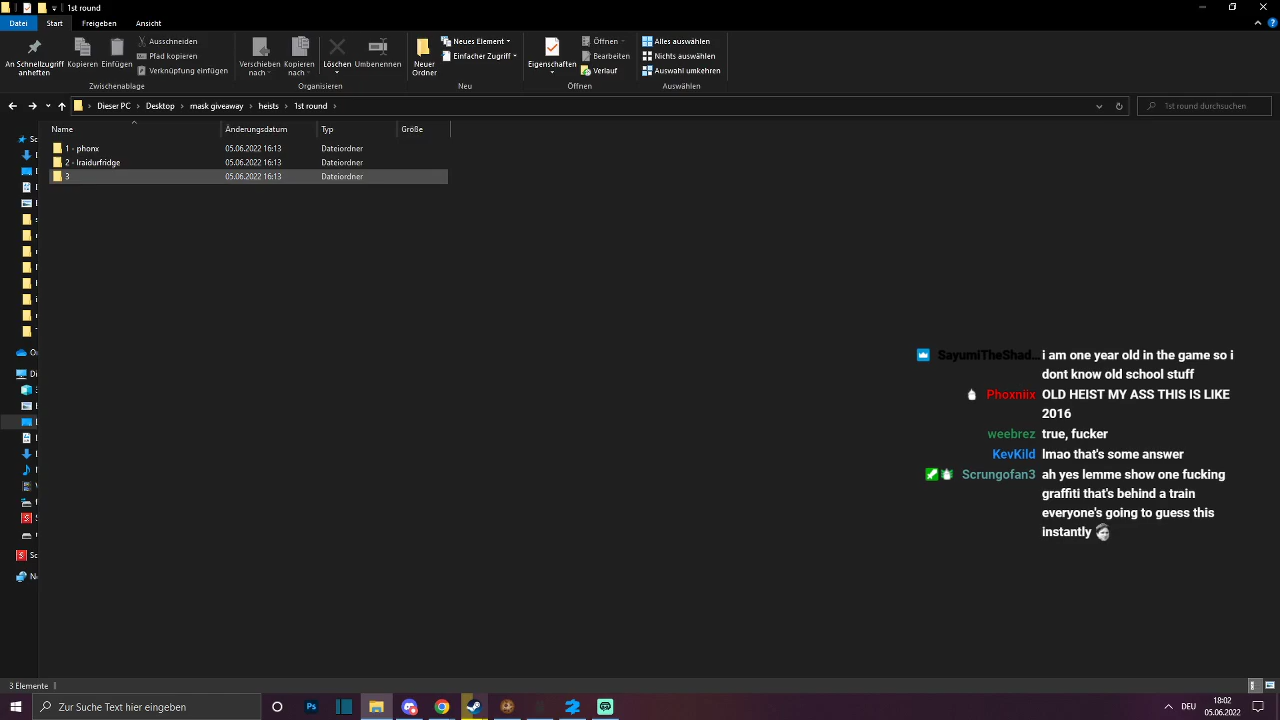 1st round
Datei Start Freigeben Ansicht
An Schnellzugriff anheften
Kopieren
Einfügen
Ausschneiden
Pfad kopieren
Verknüpfung einfügen
Zwischenablage
Verschieben nach
Kopieren nach
Löschen
Umbenennen
Organisieren
Neuer Ordner
Neues Element
Einfacher Zugriff
Neu
Eigenschaften
Öffnen
Bearbeiten
Verlauf
Öffnen
Alles auswählen
Nichts auswählen
Auswahl umkehren
Auswählen
Dieser PC > Desktop > mask giveaway > heists > 1st round >
1st round durchsuchen
Name Änderungsdatum Typ Größe
1 - phonx 05.06.2022 16:13 Dateiordner
2 - Iraidurfridge 05.06.2022 16:13 Dateiordner
3 05.06.2022 16:13 Dateiordner
SayumiTheShad... i am one year old in the game so i
dont know old school stuff
Phoxniix OLD HEIST MY ASS THIS IS LIKE
2016
weebrez true, fucker
KevKild lmao that's some answer
Scrungofan3 ah yes lemme show one fucking
graffiti that's behind a train
everyone's going to guess this
instantly
3 Elemente
Zur Suche Text hier eingeben
DEU
18:02
05.06.2022